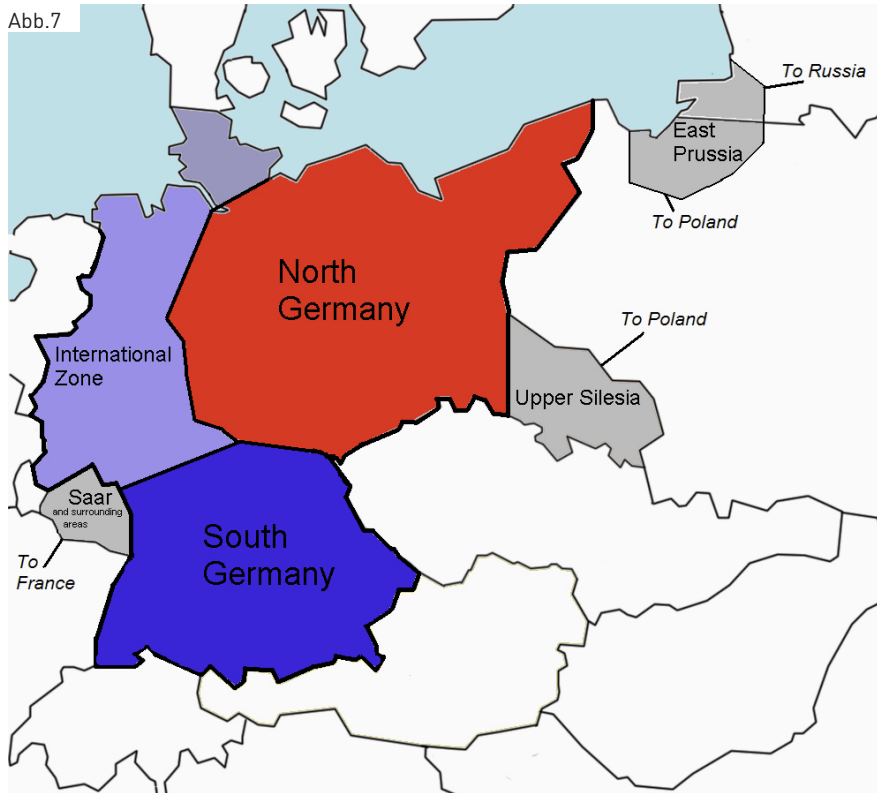 Abb.7
To Russia
East
Prussia
To Poland
North
Germany
To Poland
International
Zone
Upper Silesia
Saar
and surrounding
areas
South
Germany
To
France